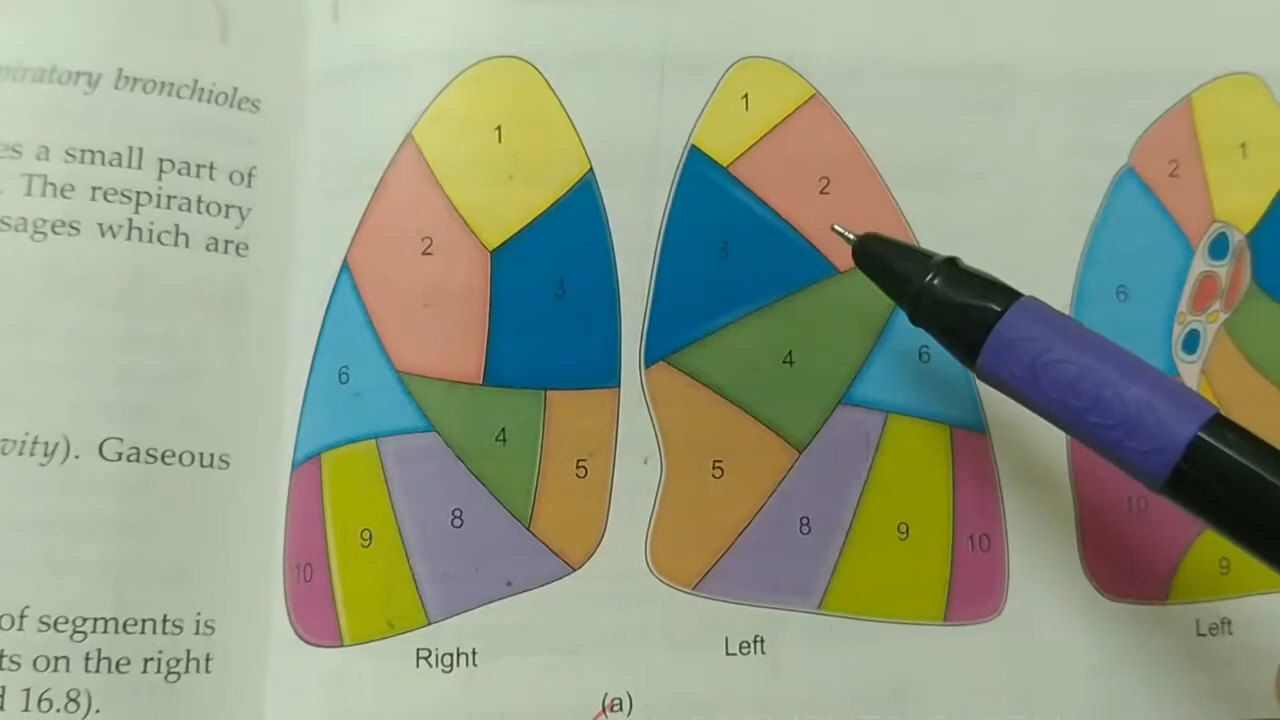 bronchioles
es a small part of
. The respiratory
sages which are
vity). Gaseous
of segments is
ts on the right
16.8).
1
2
3
6
4
5
8
9
10
Right
1
2
3
4
6
5
8
9
10
Left
(a)
1
2
6
10
9
Left